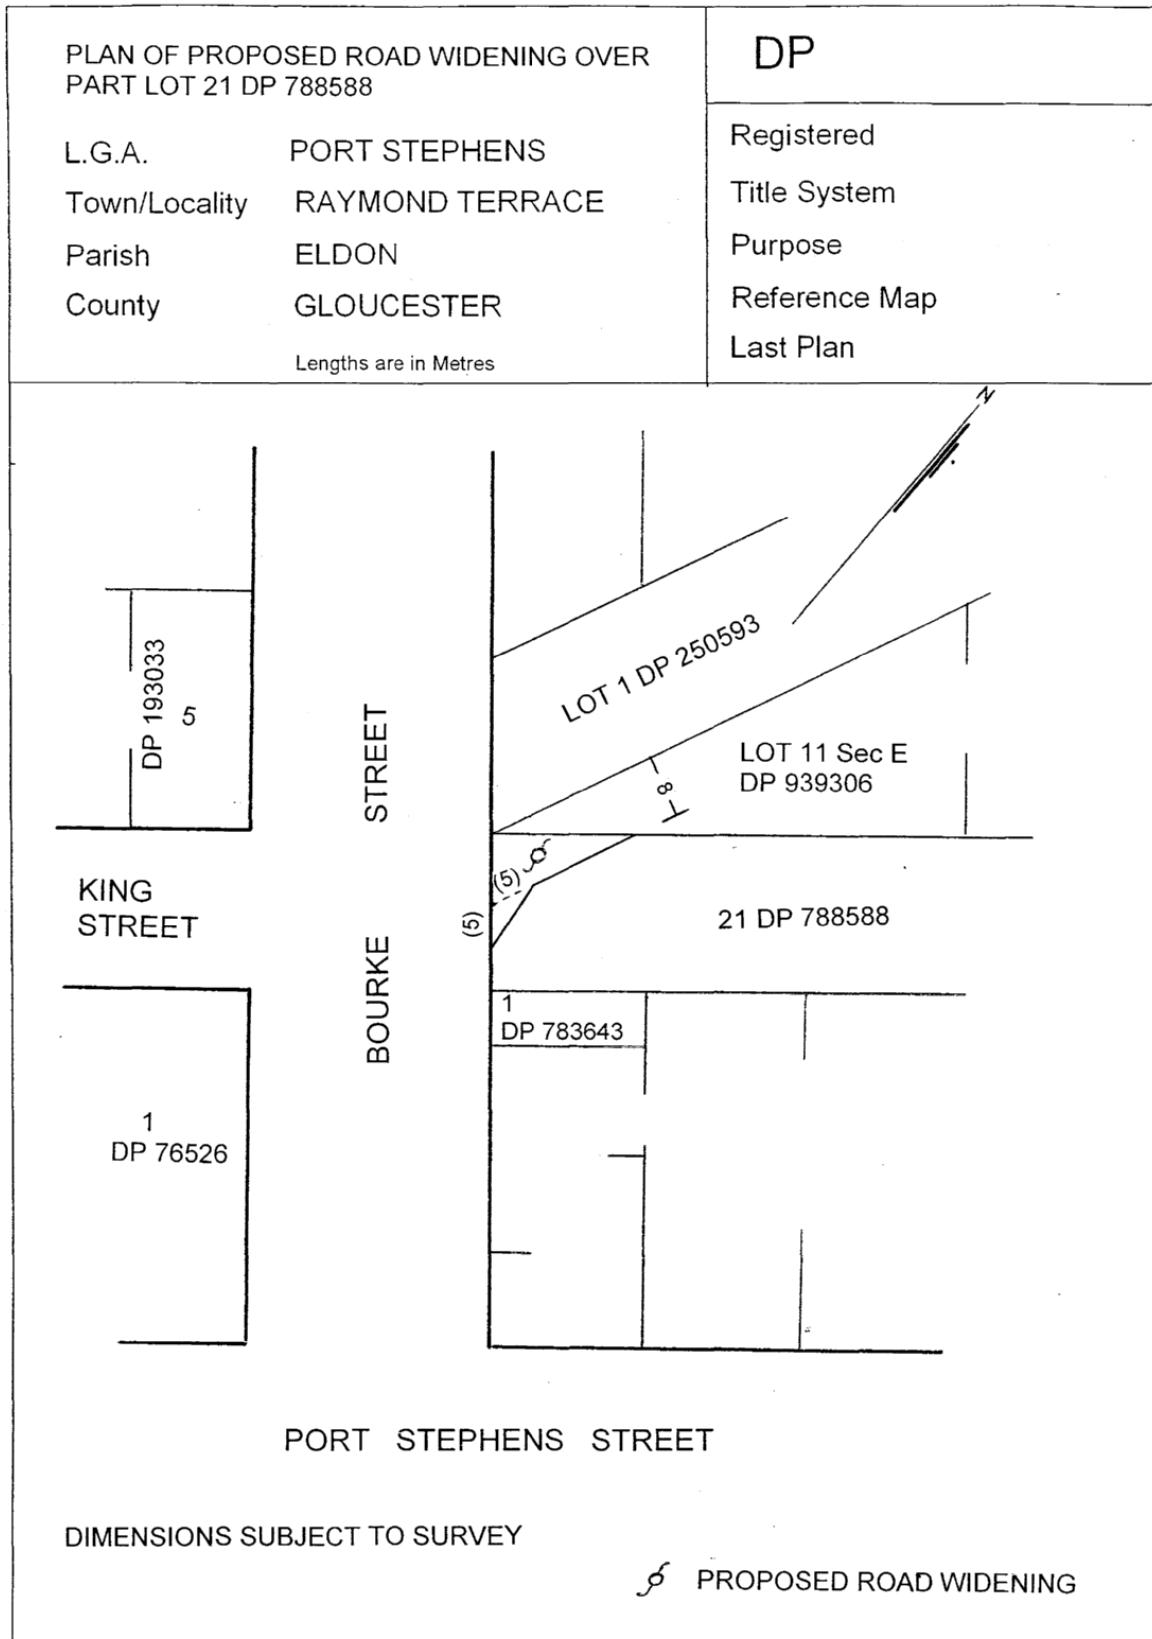 PLAN OF PROPOSED ROAD WIDENING OVER
PART LOT 21 DP 788588
L.G.A. PORT STEPHENS
Town/Locality RAYMOND TERRACE
Parish ELDON
County GLOUCESTER
Lengths are in Metres
DP
Registered
Title System
Purpose
Reference Map
Last Plan
N
LOT 1 DP 250593
DP 193033
5
STREET
LOT 11 Sec E
DP 939306
8
(5)
(5)
KING
STREET
21 DP 788588
BOURKE
1
DP 783643
1
DP 76526
PORT STEPHENS STREET
DIMENSIONS SUBJECT TO SURVEY
PROPOSED ROAD WIDENING